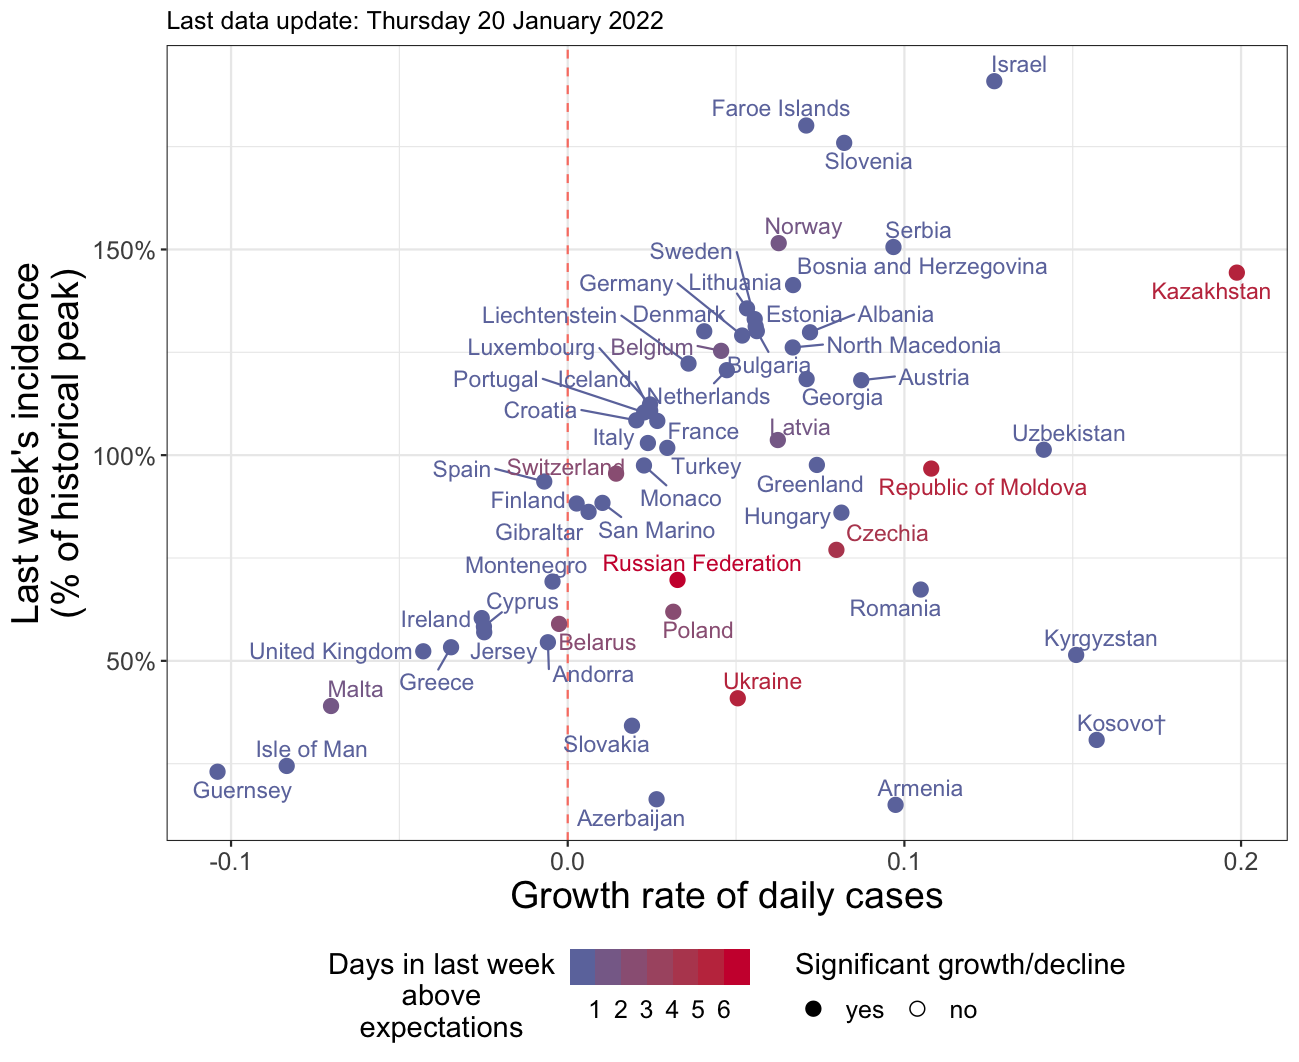 Last data update: Thursday 20 January 2022
Israel
Faroe Islands
Slovenia
Norway
Serbia
150%
Sweden
Bosnia and Herzegovina
Germany
Lithuania
Kazakhstan
Liechtenstein
Denmark
Estonia
Albania
Luxembourg
Belgium
North Macedonia
Bulgaria
Portugal
Iceland
Austria
Netherlands
Georgia
Croatia
Latvia
Italy
France
Uzbekistan
100%
Spain
Switzerland
Turkey
Greenland
Republic of Moldova
Finland
Monaco
Hungary
Gibraltar
San Marino
Czechia
Montenegro
Russian Federation
Cyprus
Romania
Ireland
Poland
United Kingdom
Jersey
Belarus
Kyrgyzstan
50%
Greece
Andorra
Malta
Ukraine
Kosovo†
Isle of Man
Slovakia
Guernsey
Armenia
Azerbaijan
Last week's incidence
(% of historical peak)
-0.1
0.0
0.1
0.2
Growth rate of daily cases
Days in last week
above
expectations
1 2 3 4 5 6
Significant growth/decline
yes
no